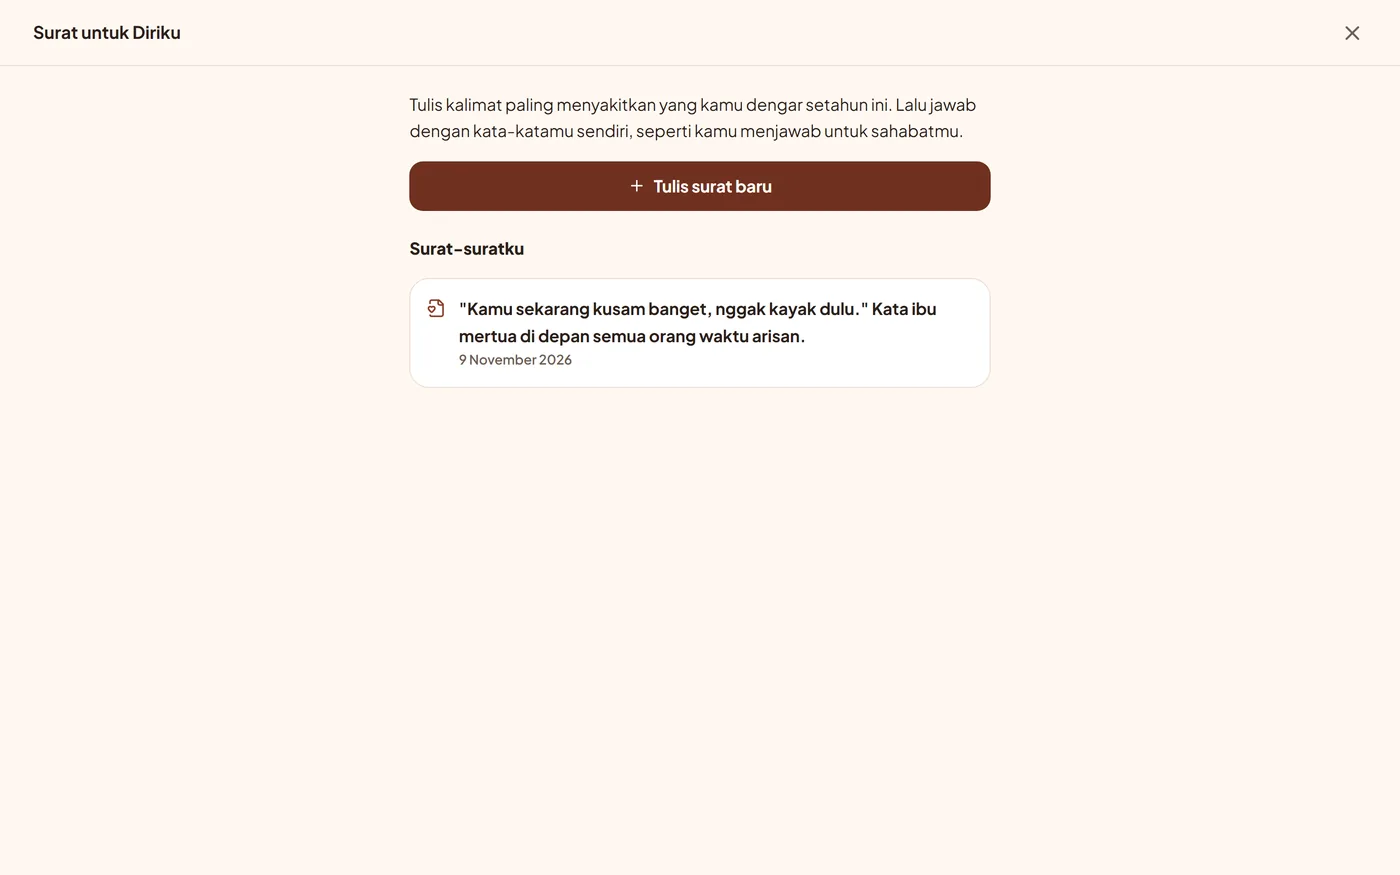 Surat untuk Diriku
Tulis kalimat paling menyakitkan yang kamu dengar setahun ini. Lalu jawab
dengan kata-katamu sendiri, seperti kamu menjawab untuk sahabatmu.
Tulis surat baru
Surat-suratku
"Kamu sekarang kusam banget, nggak kayak dulu." Kata ibu
mertua di depan semua orang waktu arisan.
9 November 2026